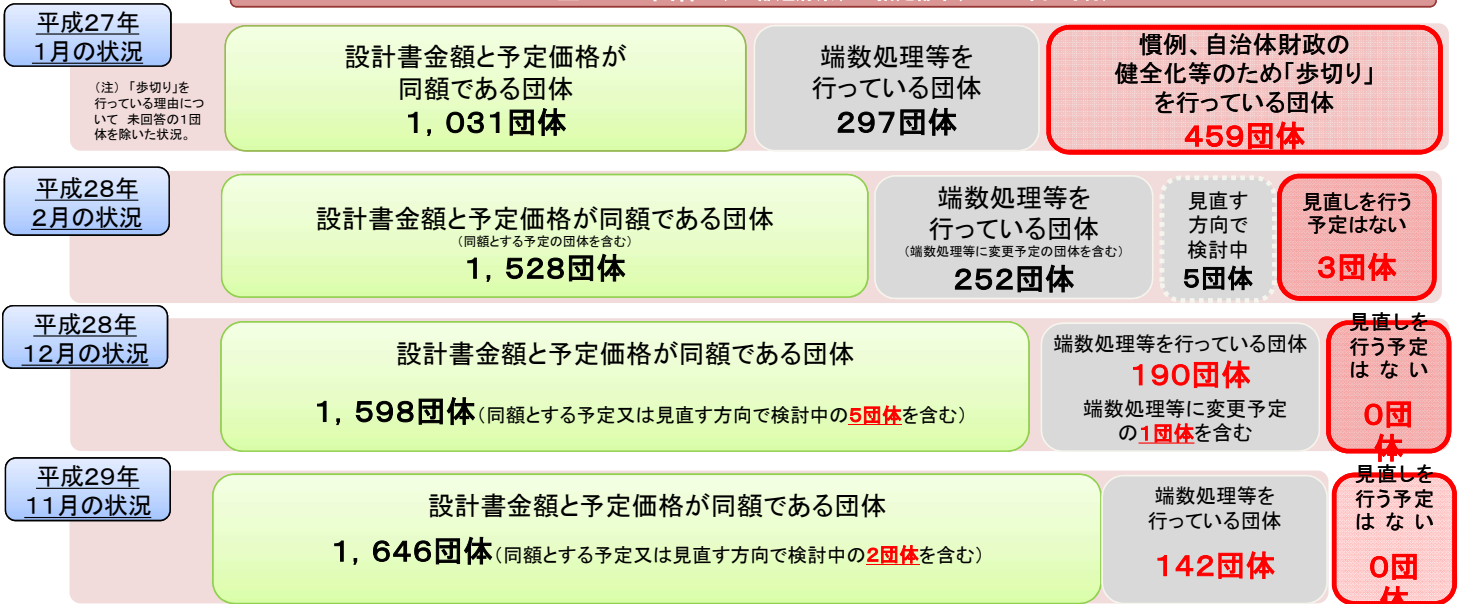 平成27年
1月の状況
（注）「歩切り」を
行っている理由につ
いて 未回答の1団
体を除いた状況。
設計書金額と予定価格が
同額である団体
1，031団体
端数処理等を
行っている団体
297団体
慣例、自治体財政の
健全化等のため「歩切り」
を行っている団体
459団体
平成28年
2月の状況
設計書金額と予定価格が同額である団体
（同額とする予定の団体を含む）
1，528団体
端数処理等を
行っている団体
（端数処理等に変更予定の団体を含む）
252団体
見直す
方向で
検討中
5団体
見直しを行う
予定はない
3団体
平成28年
12月の状況
設計書金額と予定価格が同額である団体
1，598団体（同額とする予定又は見直す方向で検討中の5団体を含む）
端数処理等を行っている団体
190団体
端数処理等に変更予定
の1団体を含む
見直しを
行う予定
は な い
0団
体
平成29年
11月の状況
設計書金額と予定価格が同額である団体
1，646団体（同額とする予定又は見直す方向で検討中の2団体を含む）
端数処理等を
行っている団体
142団体
見直しを
行う予定
は な い
0団
体